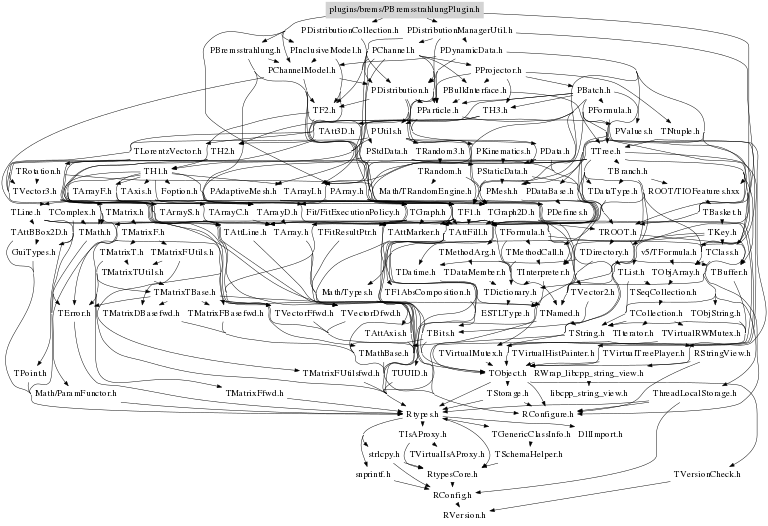 plugins/brems/PBremsstrahlungPlugin.h
PDistributionCollection.h PDistributionManagerUtil.h
PBremsstrahlung.h PInclusiveModel.h PChannel.h PDynamicData.h
PChannelModel.h PProjector.h
PDistribution.h PBulkInterface.h PBatch.h
TF2.h PParticle.h TH3.h PFormula.h
TAtt3D.h PUtils.h PValues.h TNtuple.h
TLorentzVector.h TH2.h PStdData.h TRandom3.h PKinematics.h PData.h TTree.h
TRotation.h TH1.h TRandom.h PStaticData.h TBranch.h
TVector3.h TArrayF.h TAxis.h Foption.h PAdaptiveMesh.h TArrayI.h PArray.h Math/TRandomEngine.h PMesh.h PDataBase.h TDataType.h ROOT/TIOFeatures.hxx
TLine.h TComplex.h TMatrix.h TArrayS.h TArrayC.h TArrayD.h Fit/FitExecutionPolicy.h TGraph.h TF1.h TGraph2D.h PDefines.h TBasket.h
TAttBBox2D.h TMath.h TMatrixF.h TAttLine.h TArray.h TFitResultPtr.h TAttMarker.h TAttFill.h TFormula.h TROOT.h TKey.h
GuiTypes.h TMatrixT.h TMatrixFUtils.h TMethodArg.h TMethodCall.h TDirectory.h v5/TFormula.h TClass.h
TMatrixTUtils.h TDatime.h TDataMember.h TInterpreter.h TList.h TObjArray.h TBuffer.h
TMatrixTBase.h Math/Types.h TF1AbsComposition.h TDictionary.h TVector2.h TSeqCollection.h
TError.h TMatrixDBasefwd.h TMatrixFBasefwd.h TVectorFfwd.h TVectorDfwd.h ESTLType.h TNamed.h TCollection.h TObjString.h
TAttAxis.h TBits.h TString.h TIterator.h TVirtualRWMutex.h
TMathBase.h TVirtualMutex.h TVirtualHistPainter.h TVirtualTreePlayer.h RStringView.h
TPoint.h TMatrixFUtilsfwd.h TUUID.h TObject.h RWrap_libcpp_string_view.h
Math/ParamFunctor.h TMatrixFfwd.h TStorage.h libcpp_string_view.h ThreadLocalStorage.h
Rtypes.h RConfigure.h
TIsAProxy.h TGenericClassInfo.h DllImport.h
strlcpy.h TVirtualIsAProxy.h TSchemaHelper.h
snprintf.h RtypesCore.h TVersionCheck.h
RConfig.h
RVersion.h